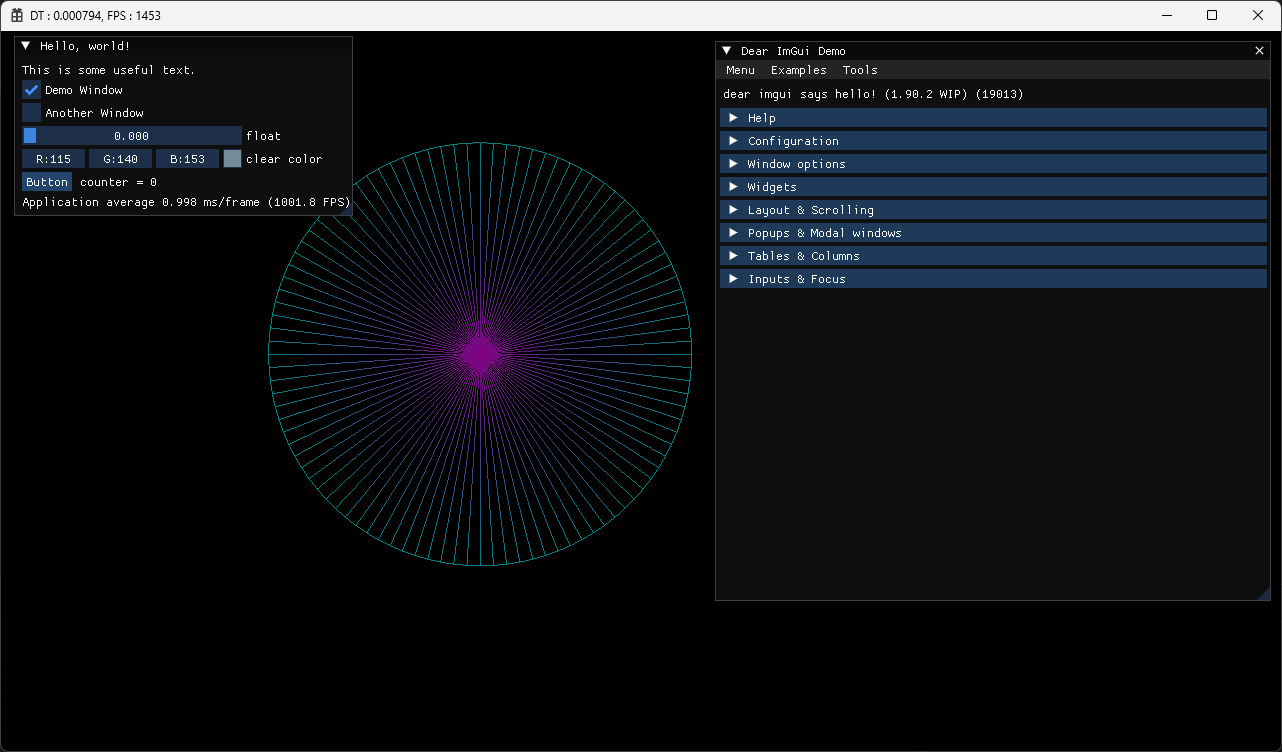 DT : 0.000794, FPS : 1453
Hello, world!
This is some useful text.
Demo Window
Another Window
0.000 float
R:115 G:140 B:153 clear color
Button counter = 0
Application average 0.998 ms/frame (1001.8 FPS)
Dear ImGui Demo
Menu Examples Tools
dear imgui says hello! (1.90.2 WIP) (19013)
Help
Configuration
Window options
Widgets
Layout & Scrolling
Popups & Modal windows
Tables & Columns
Inputs & Focus